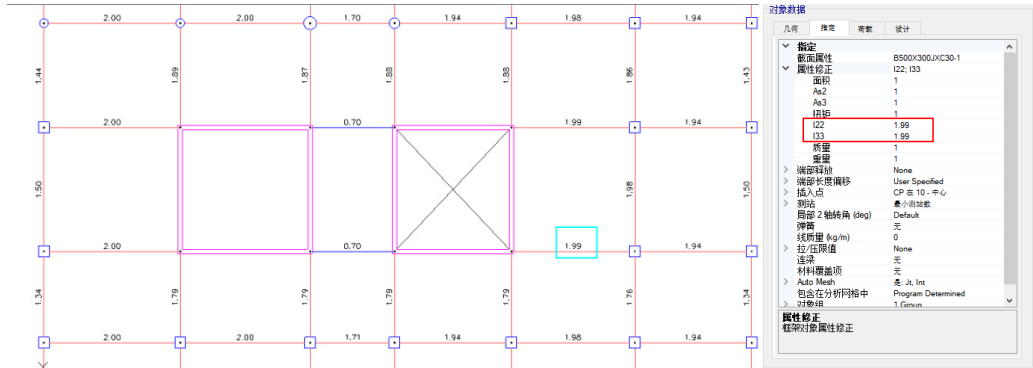 2.00 2.00 1.70 1.94 1.98 1.94
1.44 1.89 1.87 1.88 1.88 1.86 1.43
2.00 0.70 1.99 1.94
1.50 1.98 1.50
2.00 0.70 1.99 1.94
1.34 1.79 1.79 1.79 1.79 1.76 1.34
2.00 2.00 1.71 1.94 1.98 1.94
对象数据
几何 指定 荷载 设计
指定
截面属性 B500X300JXC30-1
属性修正 I22; I33
面积 1
As2 1
As3 1
扭矩 1
I22 1.99
I33 1.99
质量 1
重量 1
端部释放 None
端部长度偏移 User Specified
插入点 CP 在 10 - 中心
测站 最小测站数
局部 2 轴转角 (deg) Default
弹簧 无
线质量 (kg/m) 0
拉/压限值 None
连梁 无
材料覆盖项 无
Auto Mesh 是: Jt, Int
包含在分析网格中 Program Determined
对象组 1 Group
属性修正
框架对象属性修正